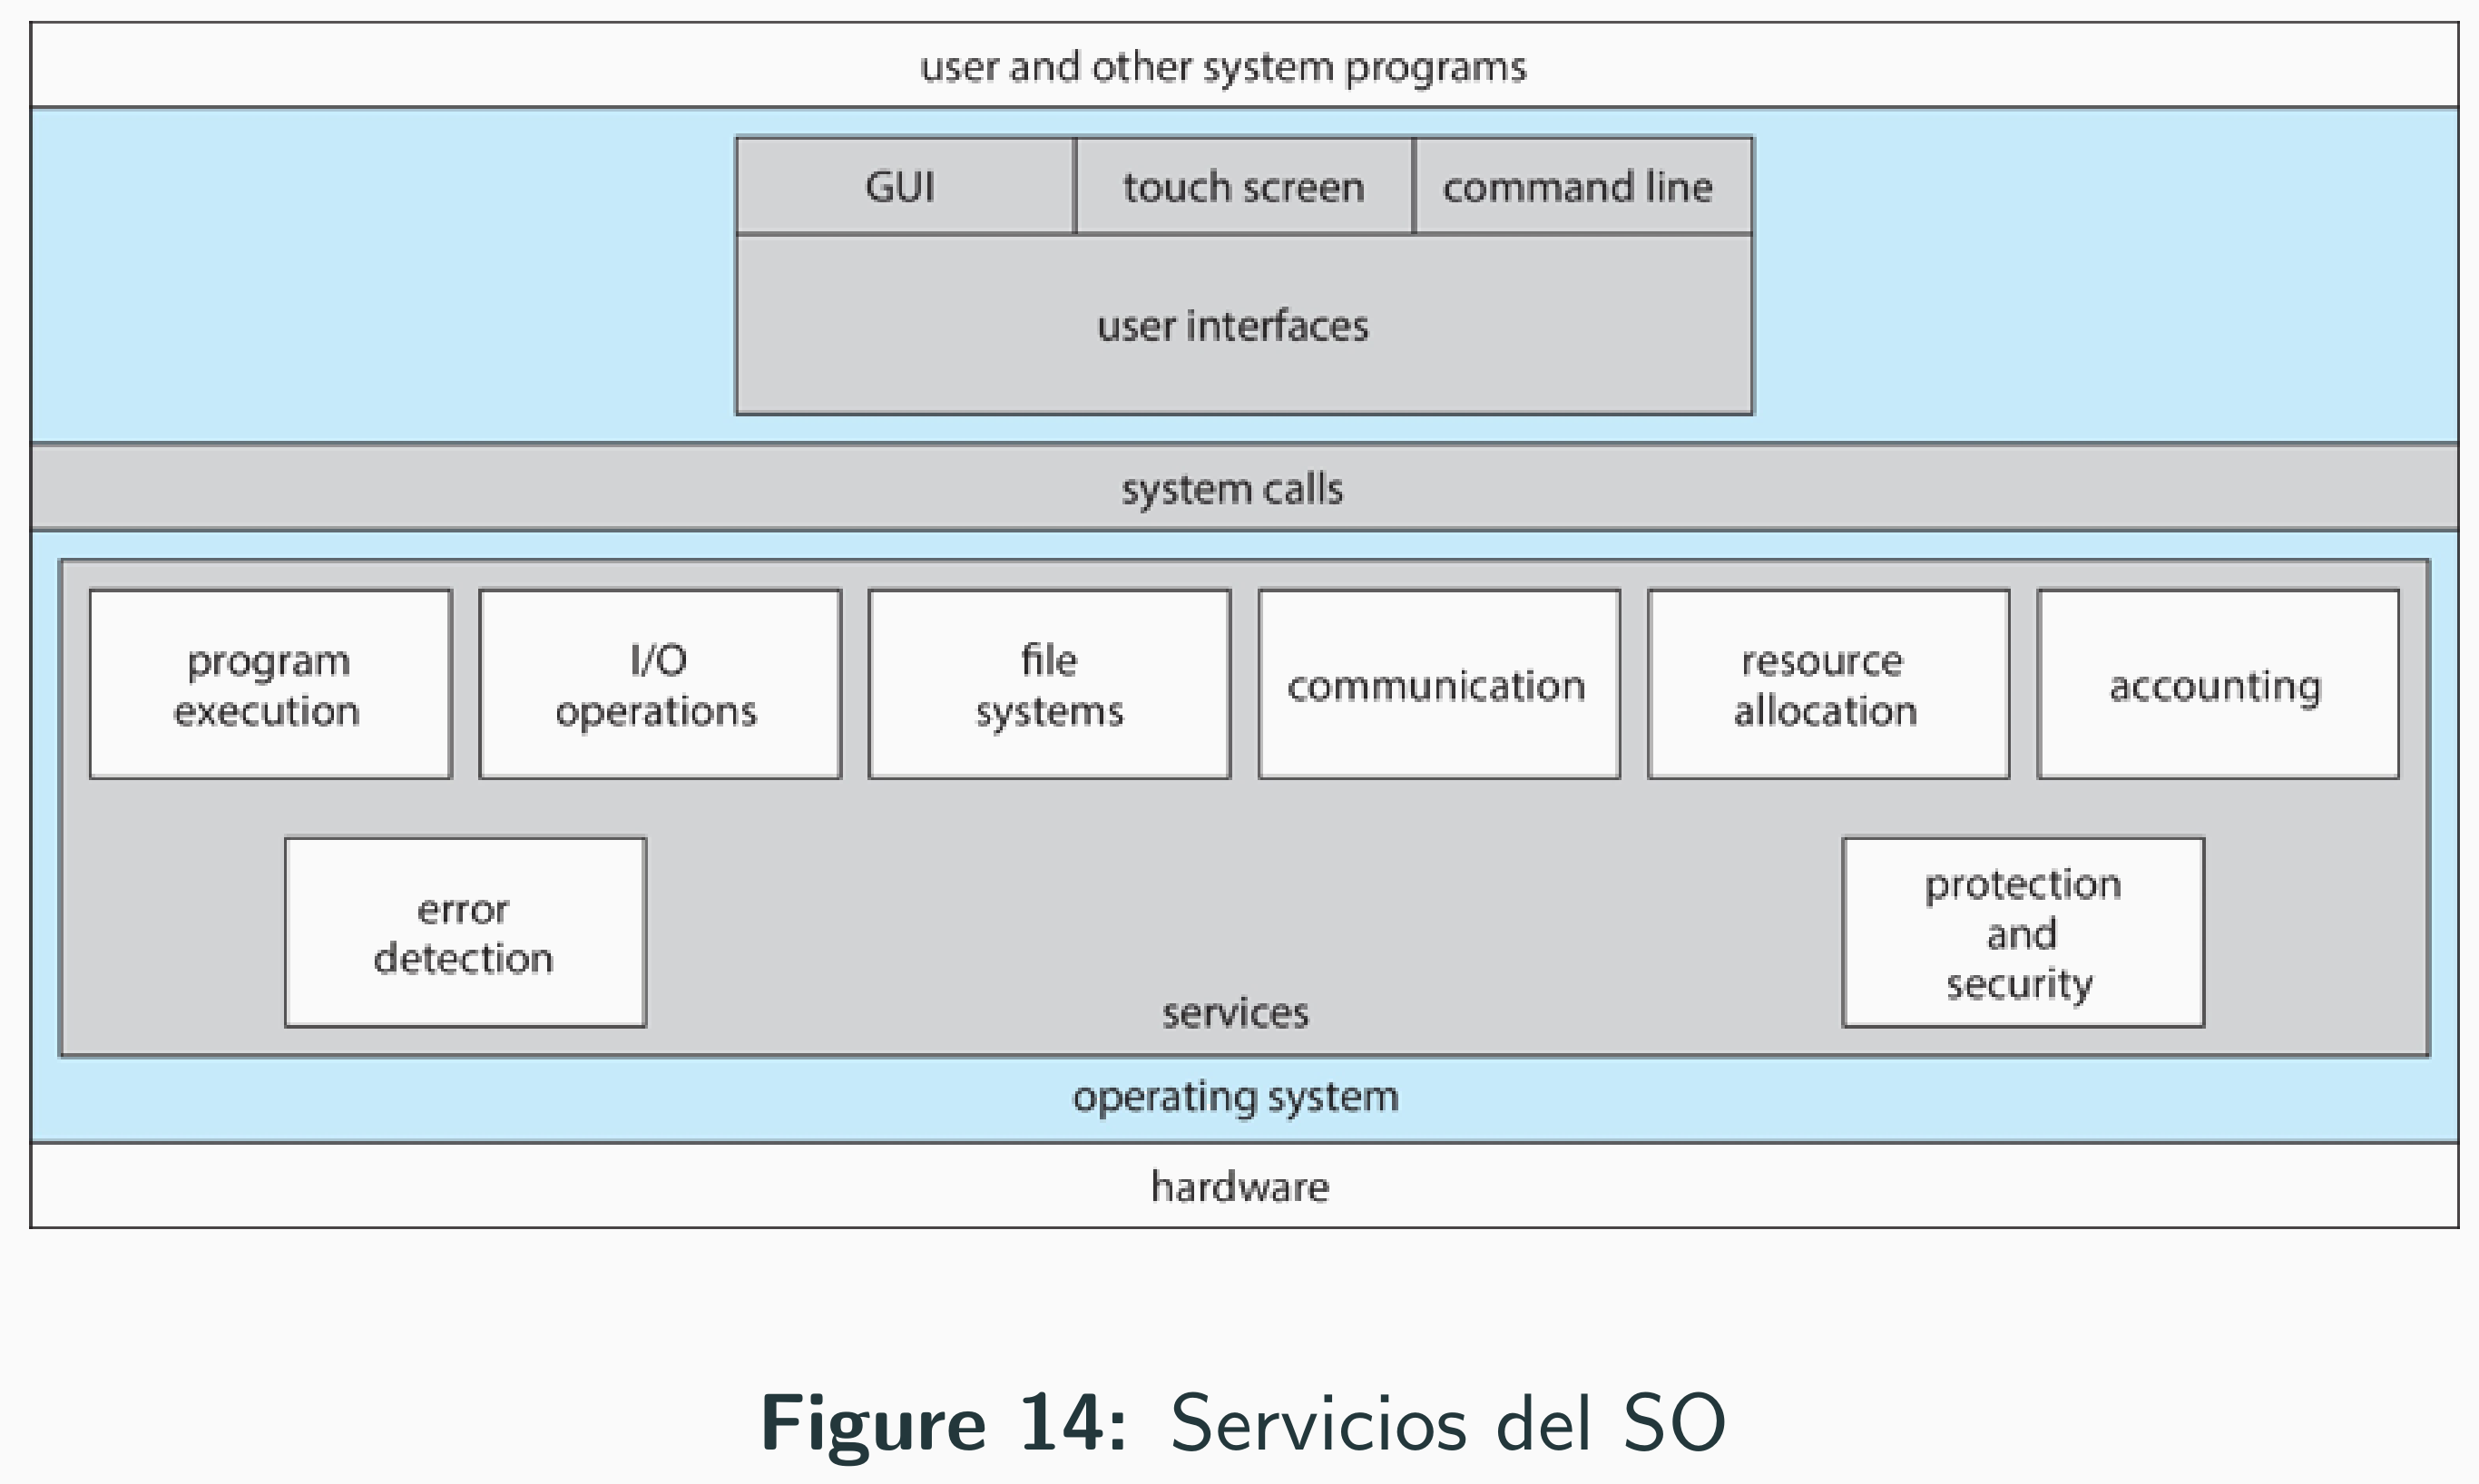 user and other system programs
GUI
touch screen
command line
user interfaces
system calls
program
execution
I/O
operations
file
systems
communication
resource
allocation
accounting
error
detection
protection
and
security
services
operating system
hardware
Figure 14: Servicios del SO